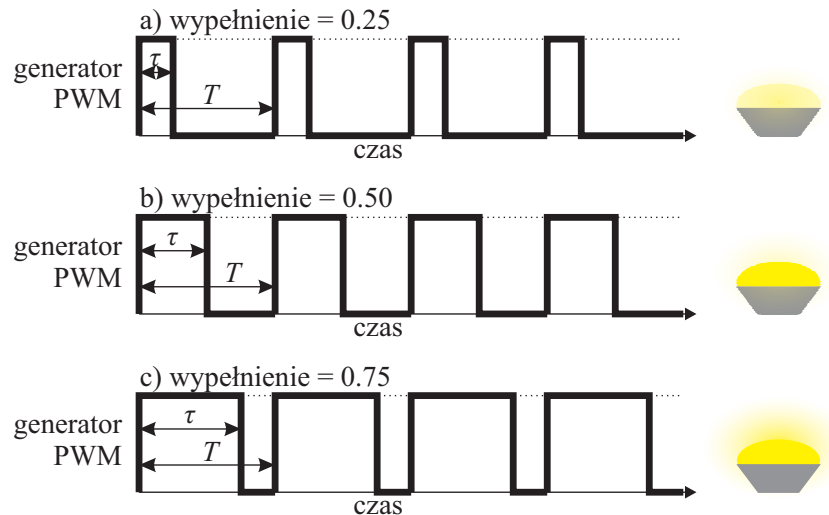 a) wypełnienie = 0.25
generator
PWM
τ
T
czas
b) wypełnienie = 0.50
generator
PWM
τ
T
czas
c) wypełnienie = 0.75
generator
PWM
τ
T
czas